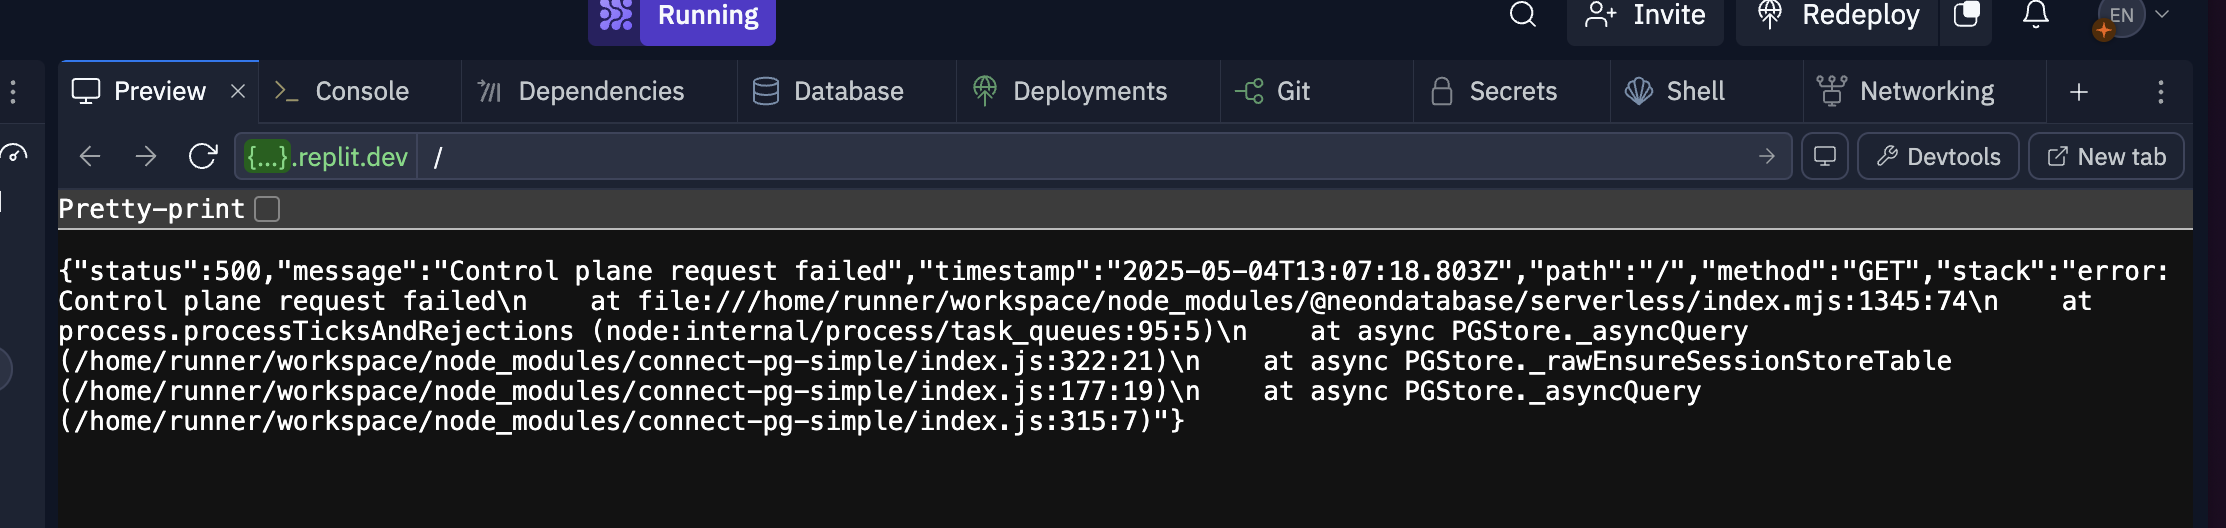 Running
Invite
Redeploy
EN
Preview
Console
Dependencies
Database
Deployments
Git
Secrets
Shell
Networking
{...}.replit.dev
/
Devtools
New tab
Pretty-print
{"status":500,"message":"Control plane request failed","timestamp":"2025-05-04T13:07:18.803Z","path":"/","method":"GET","stack":"error:
Control plane request failed\n    at file:///home/runner/workspace/node_modules/@neondatabase/serverless/index.mjs:1345:74\n    at
process.processTicksAndRejections (node:internal/process/task_queues:95:5)\n    at async PGStore._asyncQuery
(/home/runner/workspace/node_modules/connect-pg-simple/index.js:322:21)\n    at async PGStore._rawEnsureSessionStoreTable
(/home/runner/workspace/node_modules/connect-pg-simple/index.js:177:19)\n    at async PGStore._asyncQuery
(/home/runner/workspace/node_modules/connect-pg-simple/index.js:315:7)"}